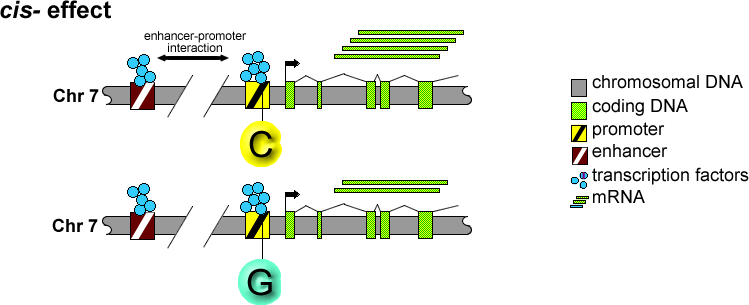 cis- effect
enhancer-promoter
interaction
Chr 7
C
Chr 7
G
chromosomal DNA
coding DNA
promoter
enhancer
transcription factors
mRNA